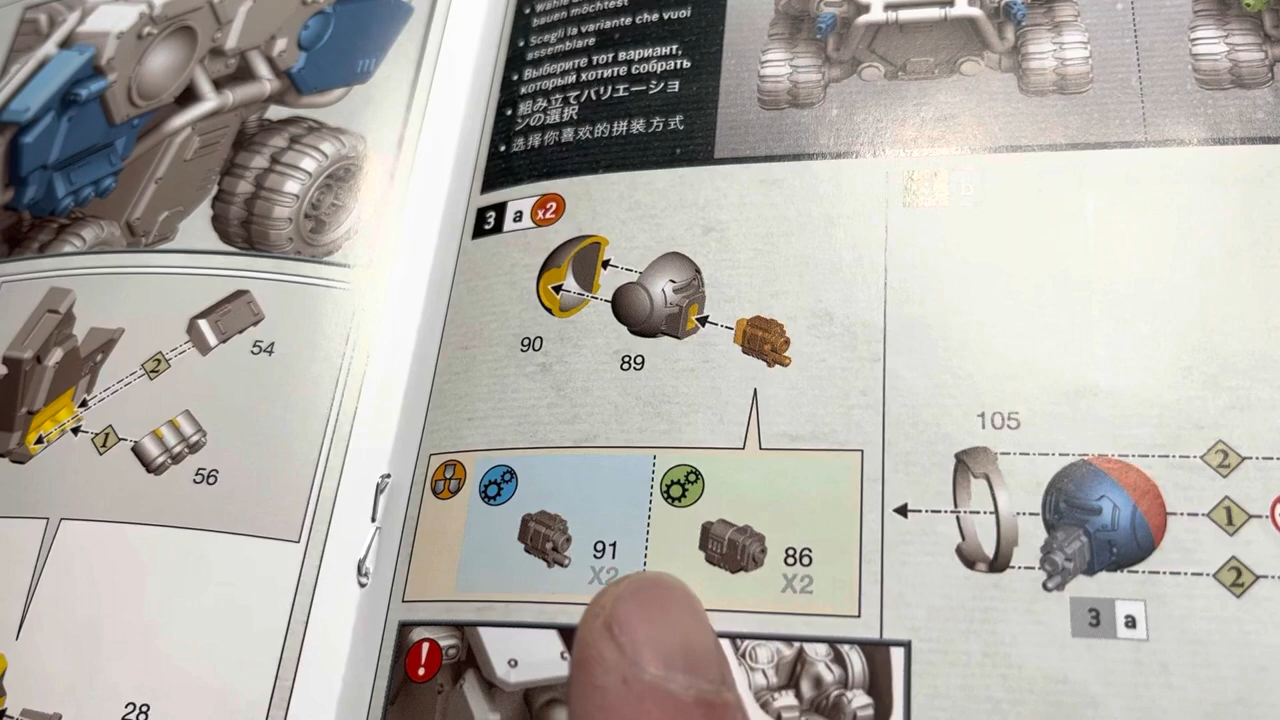 bauen möchtest
• Scegli la variante che vuoi
assemblare
• Выберите тот вариант,
который хотите собрать
• 組み立てバリエーショ
ンの選択
• 选择你喜欢的拼装方式
3 a x2
90
89
54
2
1
56
91
X2
86
X2
105
2
1
2
3 a
!
28